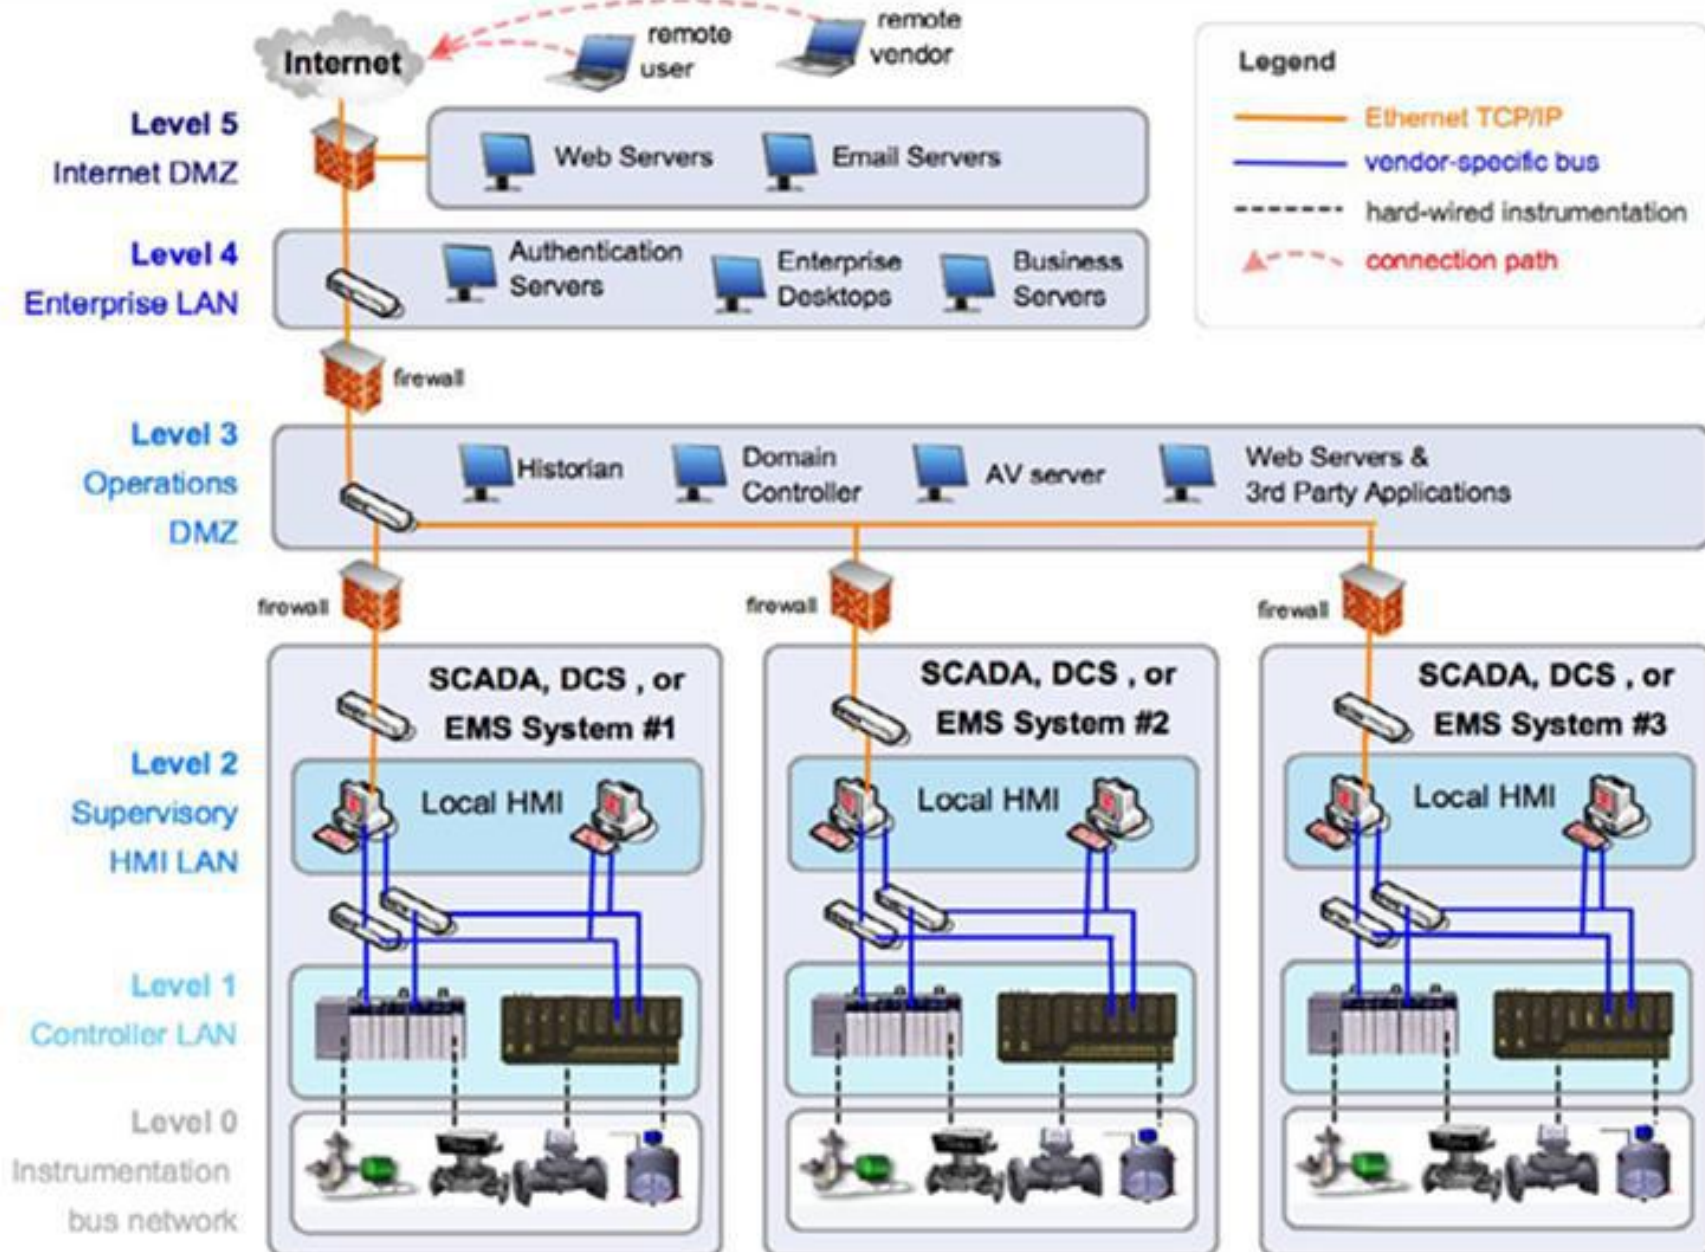 Internet
remote
user
remote
vendor
Legend
Ethernet TCP/IP
vendor-specific bus
hard-wired instrumentation
connection path
Level 5
Internet DMZ
Web Servers
Email Servers
Level 4
Enterprise LAN
Authentication
Servers
Enterprise
Desktops
Business
Servers
firewall
Level 3
Operations
DMZ
Historian
Domain
Controller
AV server
Web Servers &
3rd Party Applications
firewall
firewall
firewall
SCADA, DCS , or
EMS System #1
SCADA, DCS , or
EMS System #2
SCADA, DCS , or
EMS System #3
Level 2
Supervisory
HMI LAN
Local HMI
Local HMI
Local HMI
Level 1
Controller LAN
Level 0
Instrumentation
bus network